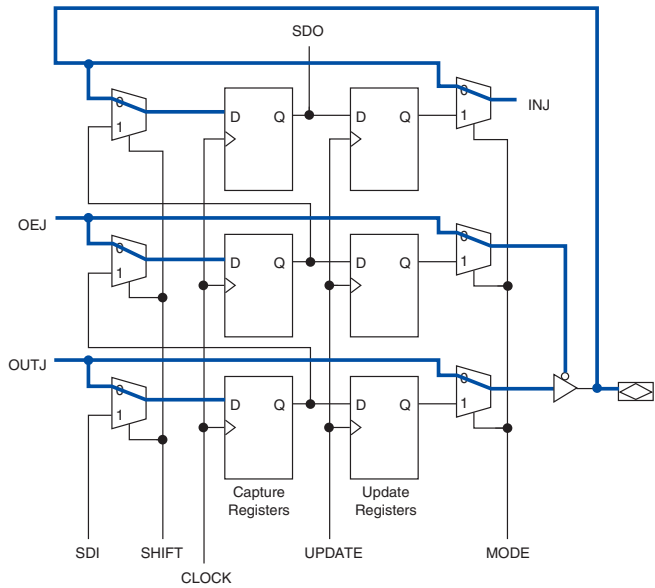 SDO
0
1
D Q
D Q
0
1
INJ
OEJ
0
1
D Q
D Q
0
1
OUTJ
0
1
D Q
D Q
0
1
Capture
Registers
Update
Registers
SDI
SHIFT
CLOCK
UPDATE
MODE